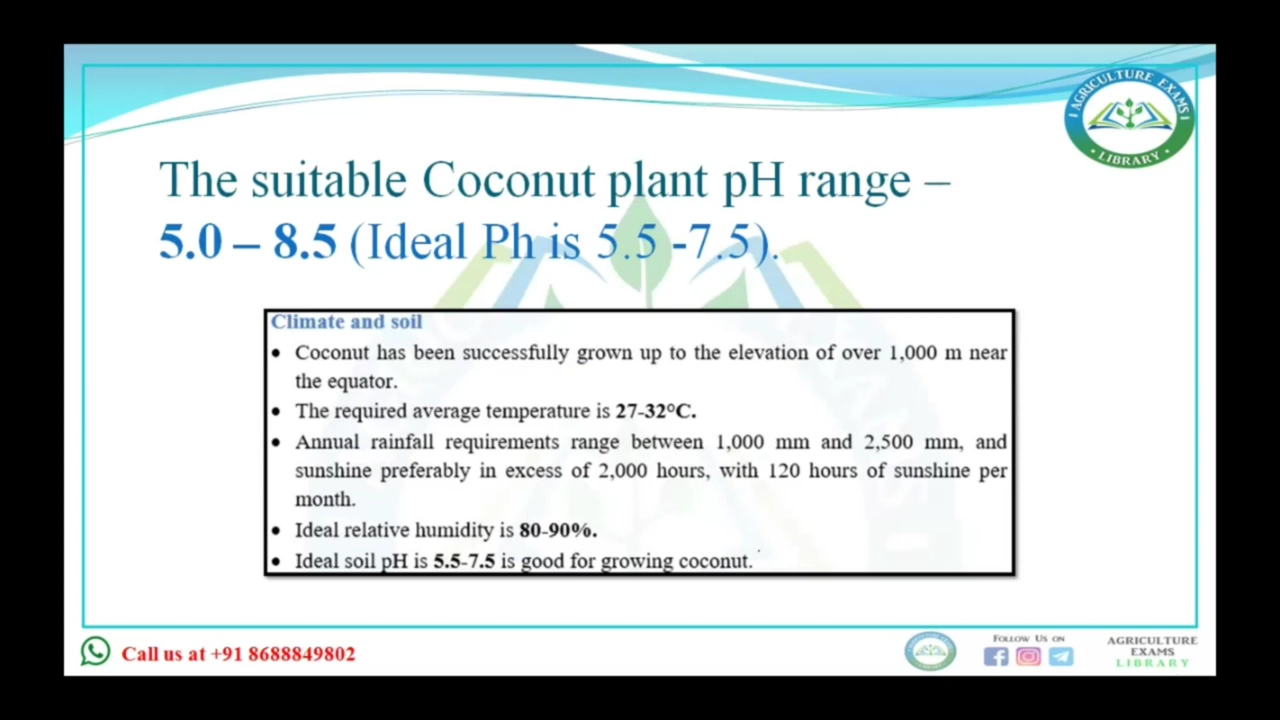 AGRICULTURE EXAMS
LIBRARY
The suitable Coconut plant pH range –
5.0 – 8.5 (Ideal Ph is 5.5 -7.5).
Climate and soil
• Coconut has been successfully grown up to the elevation of over 1,000 m near
the equator.
• The required average temperature is 27-32°C.
• Annual rainfall requirements range between 1,000 mm and 2,500 mm, and
sunshine preferably in excess of 2,000 hours, with 120 hours of sunshine per
month.
• Ideal relative humidity is 80-90%.
• Ideal soil pH is 5.5-7.5 is good for growing coconut.
Call us at +91 8688849802
FOLLOW US ON
AGRICULTURE
EXAMS
LIBRARY